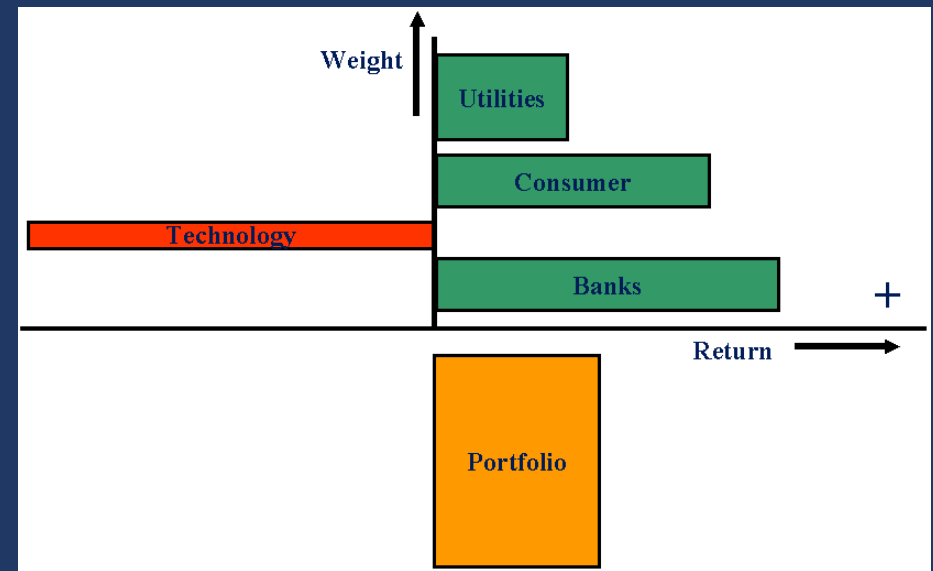 Weight
Utilities
Consumer
Technology
Banks
+
Return
Portfolio